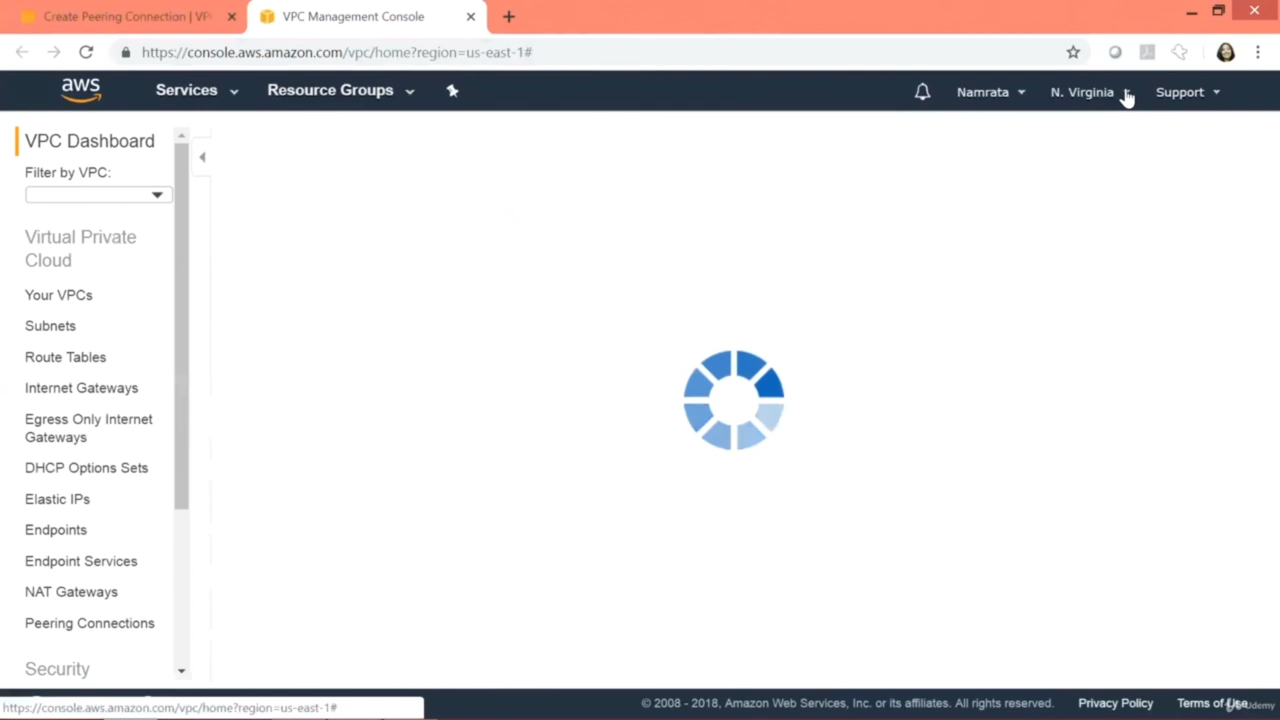 Create Peering Connection | VP
VPC Management Console
https://console.aws.amazon.com/vpc/home?region=us-east-1#
aws
Services
Resource Groups
Namrata
N. Virginia
Support
VPC Dashboard
Filter by VPC:
Virtual Private
Cloud
Your VPCs
Subnets
Route Tables
Internet Gateways
Egress Only Internet
Gateways
DHCP Options Sets
Elastic IPs
Endpoints
Endpoint Services
NAT Gateways
Peering Connections
Security
https://console.aws.amazon.com/vpc/home?region=us-east-1#
© 2008 - 2018, Amazon Web Services, Inc. or its affiliates. All rights reserved.
Privacy Policy
Terms of Use
Udemy